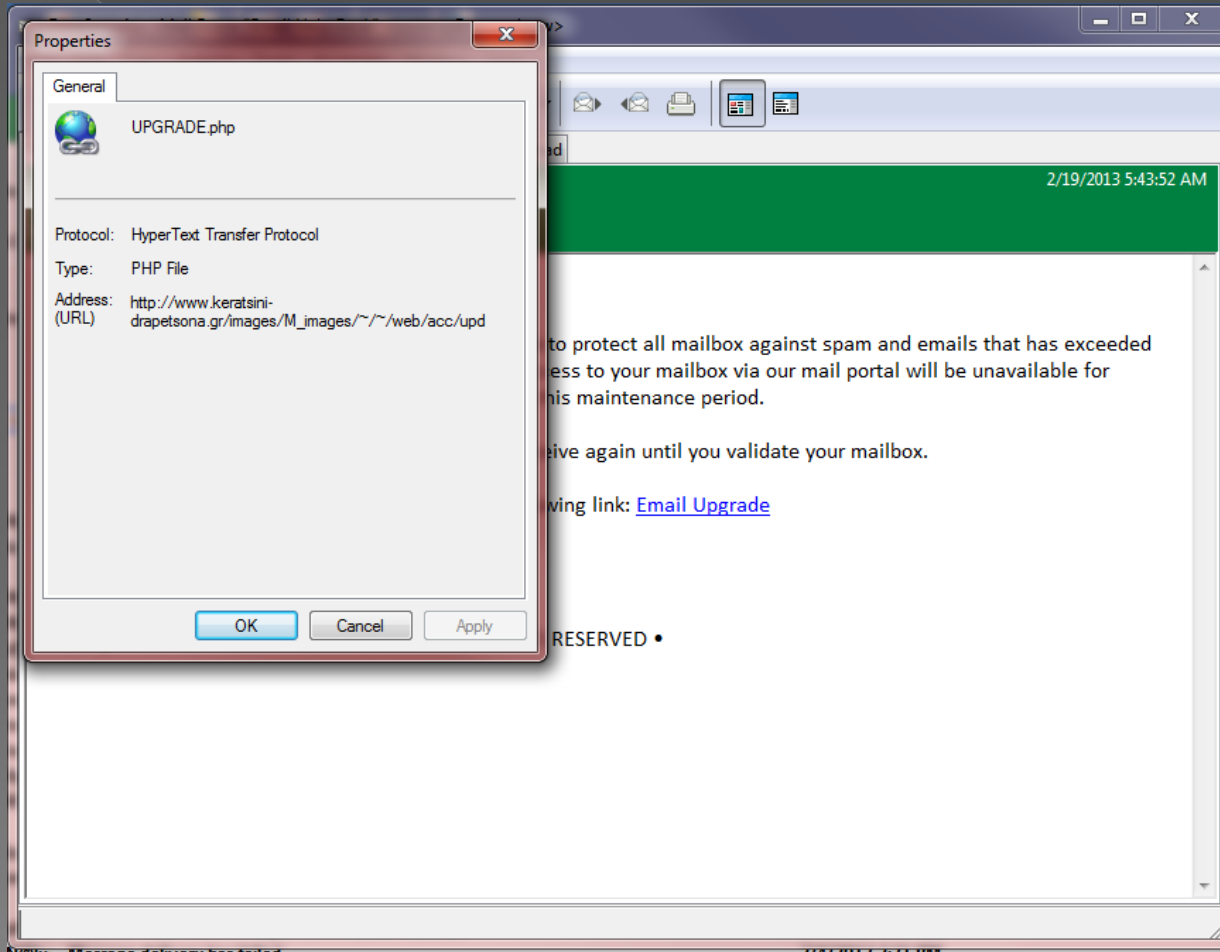 Properties
General
UPGRADE.php
Protocol: HyperText Transfer Protocol
Type: PHP File
Address: (URL) http://www.keratsini-
drapetsona.gr/images/M_images/~/~/web/acc/upd
OK Cancel Apply
w>
ad
2/19/2013 5:43:52 AM
to protect all mailbox against spam and emails that has exceeded
ess to your mailbox via our mail portal will be unavailable for
his maintenance period.
eive again until you validate your mailbox.
wing link: Email Upgrade
RESERVED •